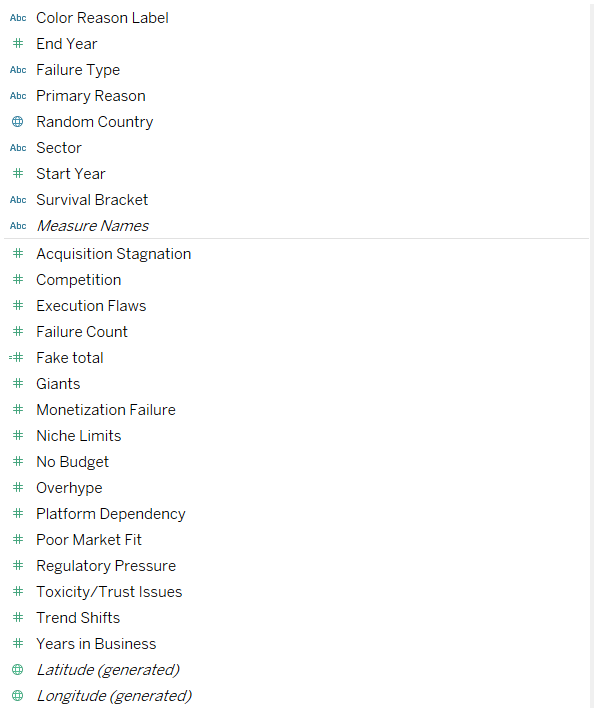 Abc Color Reason Label
# End Year
Abc Failure Type
Abc Primary Reason
Random Country
Abc Sector
# Start Year
Abc Survival Bracket
Abc Measure Names
# Acquisition Stagnation
# Competition
# Execution Flaws
# Failure Count
=# Fake total
# Giants
# Monetization Failure
# Niche Limits
# No Budget
# Overhype
# Platform Dependency
# Poor Market Fit
# Regulatory Pressure
# Toxicity/Trust Issues
# Trend Shifts
# Years in Business
Latitude (generated)
Longitude (generated)